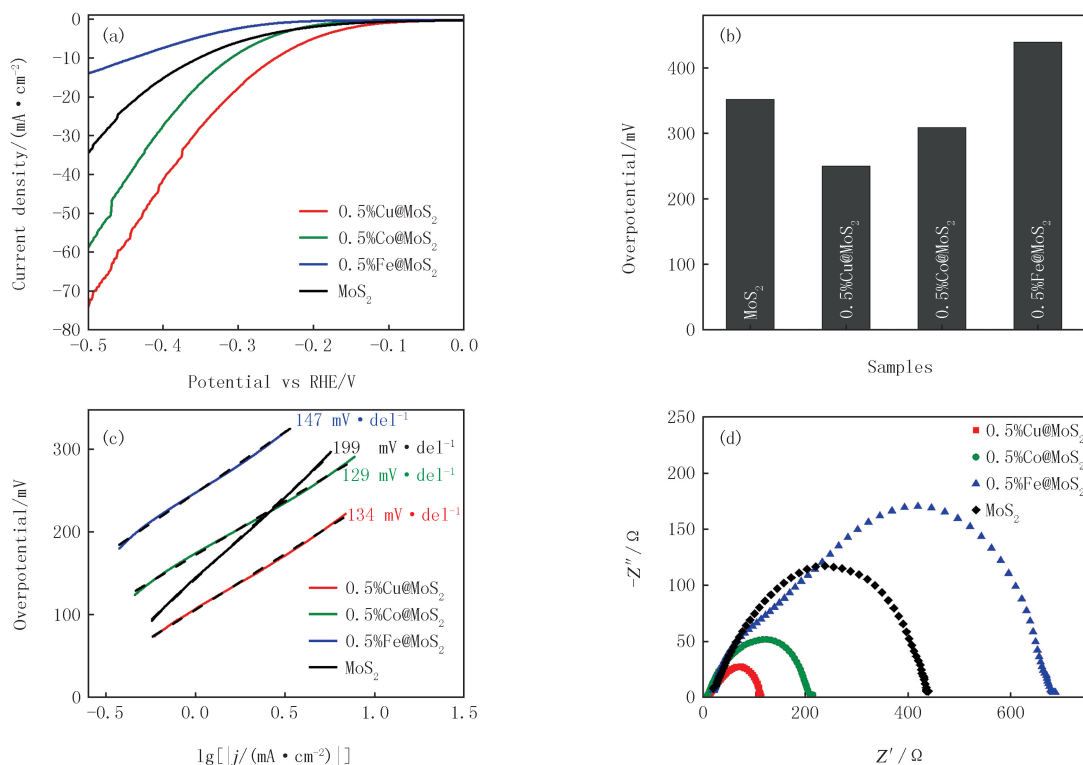 (a)
Current density/(mA·cm⁻²)
0
-10
-20
-30
-40
-50
-60
-70
-80
-0.5
-0.4
-0.3
-0.2
-0.1
0.0
Potential vs RHE/V
0.5%Cu@MoS₂
0.5%Co@MoS₂
0.5%Fe@MoS₂
MoS₂
(b)
Overpotential/mV
400
300
200
100
0
MoS₂
0.5%Cu@MoS₂
0.5%Co@MoS₂
0.5%Fe@MoS₂
Samples
(c)
Overpotential/mV
300
200
100
0
-0.5
0.0
0.5
1.0
1.5
lg[|j/(mA·cm⁻²)|]
147 mV·del⁻¹
199 mV·del⁻¹
129 mV·del⁻¹
134 mV·del⁻¹
0.5%Cu@MoS₂
0.5%Co@MoS₂
0.5%Fe@MoS₂
MoS₂
(d)
-Z″/Ω
250
200
150
100
50
0
0
200
400
600
Z′/Ω
0.5%Cu@MoS₂
0.5%Co@MoS₂
0.5%Fe@MoS₂
MoS₂